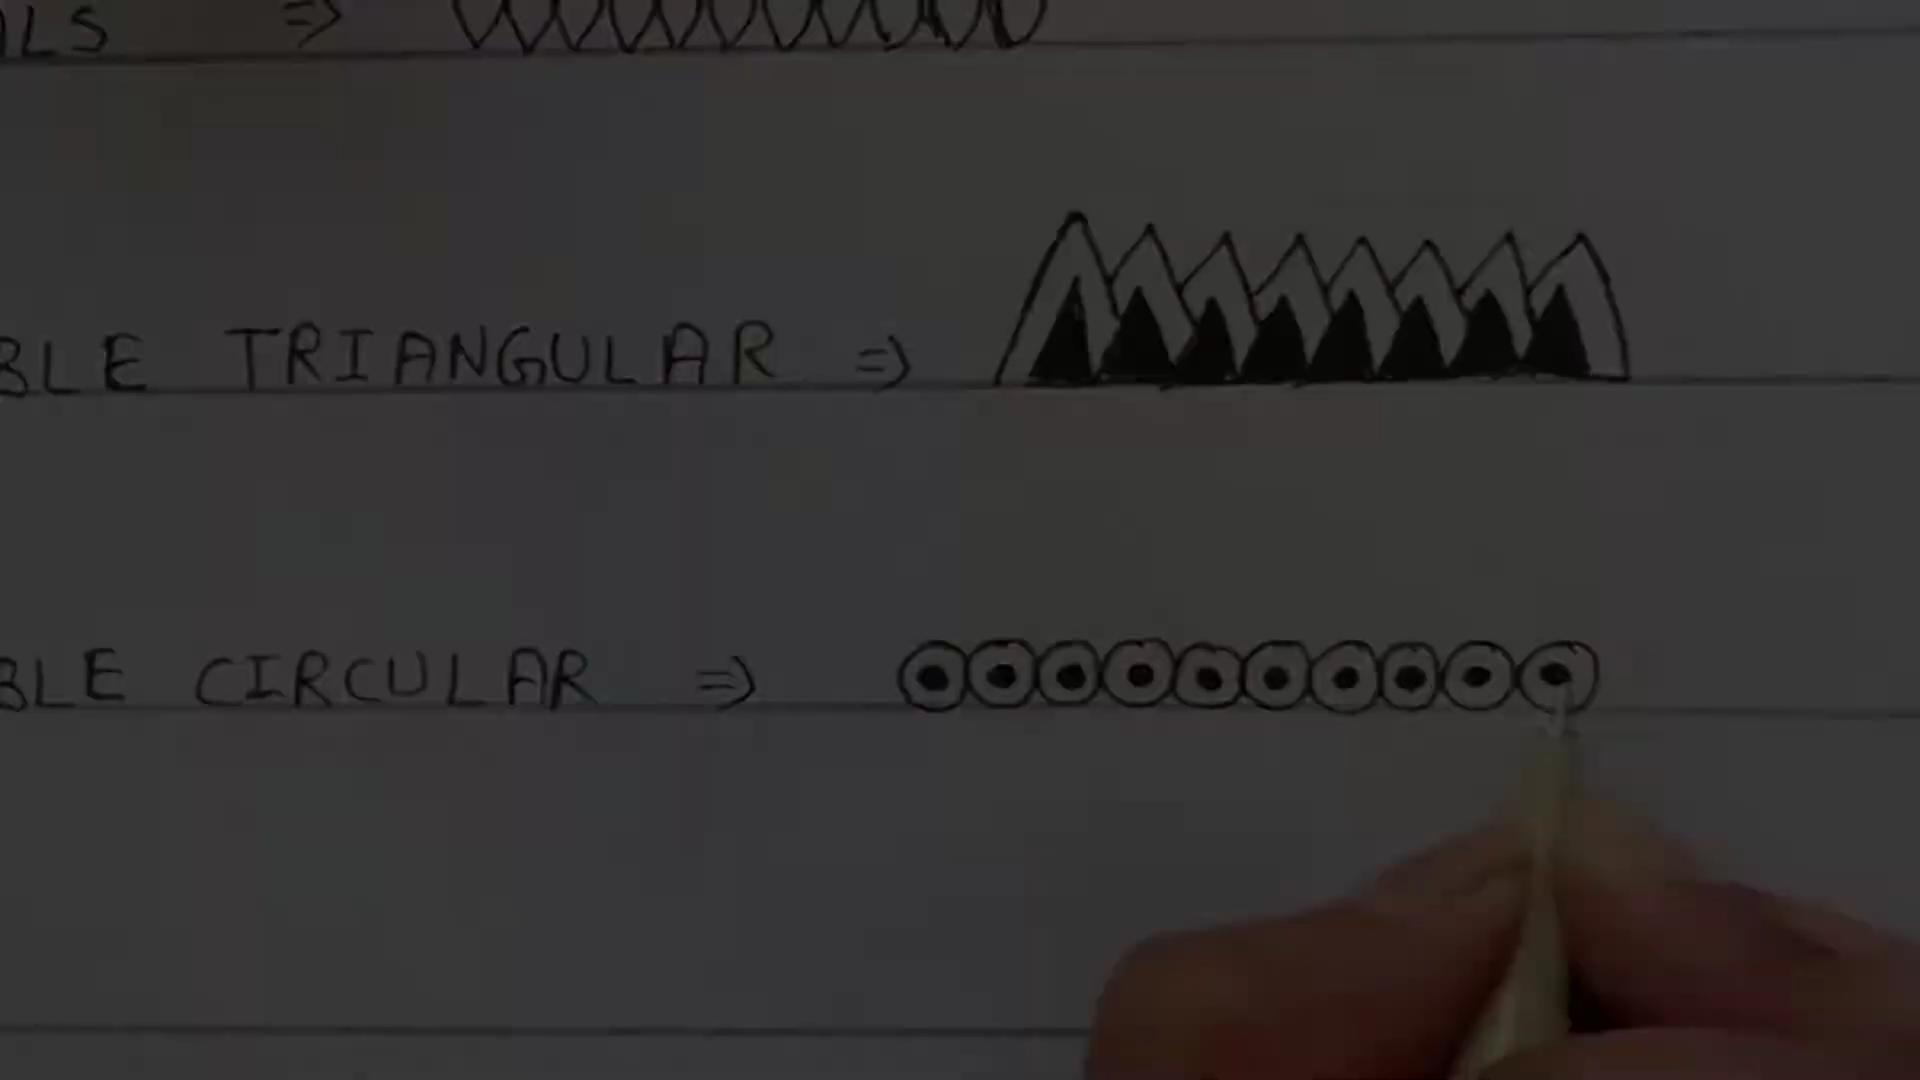 LS =>
BLE TRIANGULAR =>
BLE CIRCULAR =>